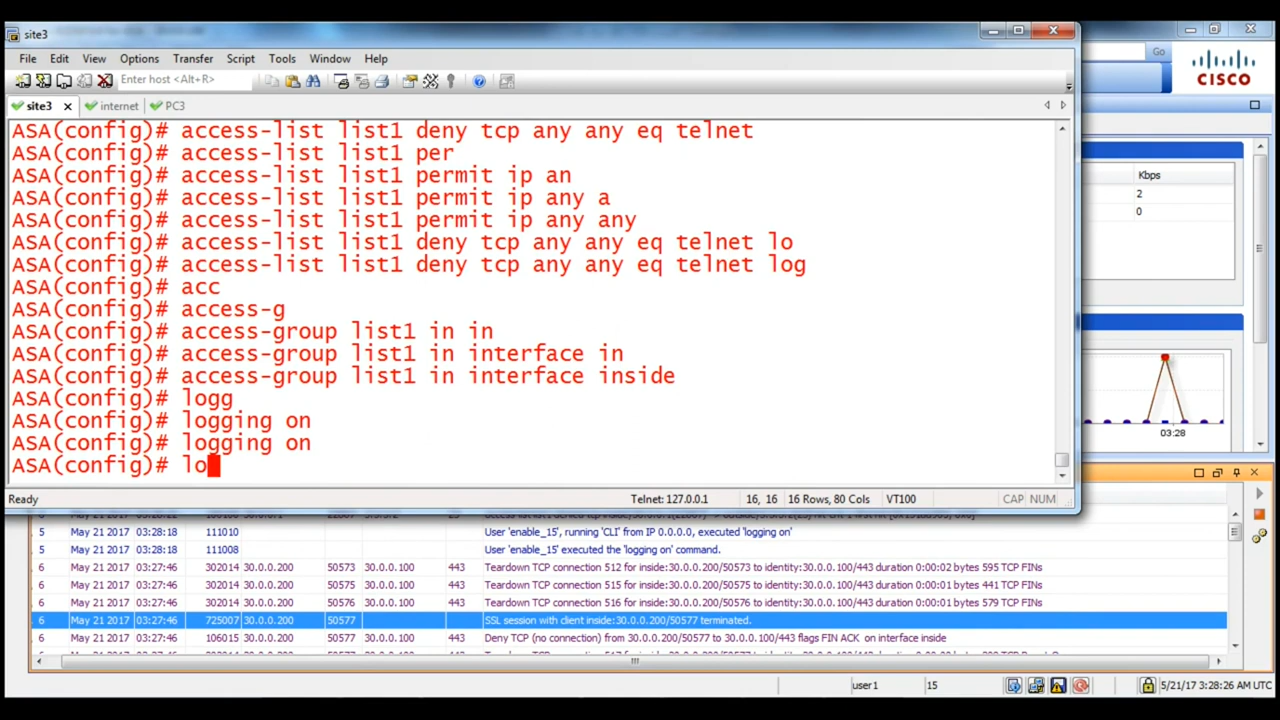 site3
File Edit View Options Transfer Script Tools Window Help
Enter host <Alt+R>
Go
CISCO
site3 internet PC3
ASA(config)# access-list list1 deny tcp any any eq telnet
ASA(config)# access-list list1 per
ASA(config)# access-list list1 permit ip an
ASA(config)# access-list list1 permit ip any a
ASA(config)# access-list list1 permit ip any any
ASA(config)# access-list list1 deny tcp any any eq telnet lo
ASA(config)# access-list list1 deny tcp any any eq telnet log
ASA(config)# acc
ASA(config)# access-g
ASA(config)# access-group list1 in in
ASA(config)# access-group list1 in interface in
ASA(config)# access-group list1 in interface inside
ASA(config)# logg
ASA(config)# logging on
ASA(config)# logging on
ASA(config)# lo
Kbps
2
0
03:28
Ready Telnet: 127.0.0.1 16, 16 16 Rows, 80 Cols VT100 CAP NUM
5 May 21 2017 03:28:18 111010 User 'enable_15', running 'CLI' from IP 0.0.0.0, executed 'logging on'
5 May 21 2017 03:28:18 111008 User 'enable_15' executed the 'logging on' command.
6 May 21 2017 03:27:46 302014 30.0.0.200 50573 30.0.0.100 443 Teardown TCP connection 512 for inside:30.0.0.200/50573 to identity:30.0.0.100/443 duration 0:00:02 bytes 595 TCP FINs
6 May 21 2017 03:27:46 302014 30.0.0.200 50575 30.0.0.100 443 Teardown TCP connection 515 for inside:30.0.0.200/50575 to identity:30.0.0.100/443 duration 0:00:01 bytes 441 TCP FINs
6 May 21 2017 03:27:46 302014 30.0.0.200 50576 30.0.0.100 443 Teardown TCP connection 516 for inside:30.0.0.200/50576 to identity:30.0.0.100/443 duration 0:00:01 bytes 579 TCP FINs
6 May 21 2017 03:27:46 725007 30.0.0.200 50577 SSL session with client inside:30.0.0.200/50577 terminated.
6 May 21 2017 03:27:46 106015 30.0.0.200 50577 30.0.0.100 443 Deny TCP (no connection) from 30.0.0.200/50577 to 30.0.0.100/443 flags FIN ACK on interface inside
user1 15 5/21/17 3:28:26 AM UTC